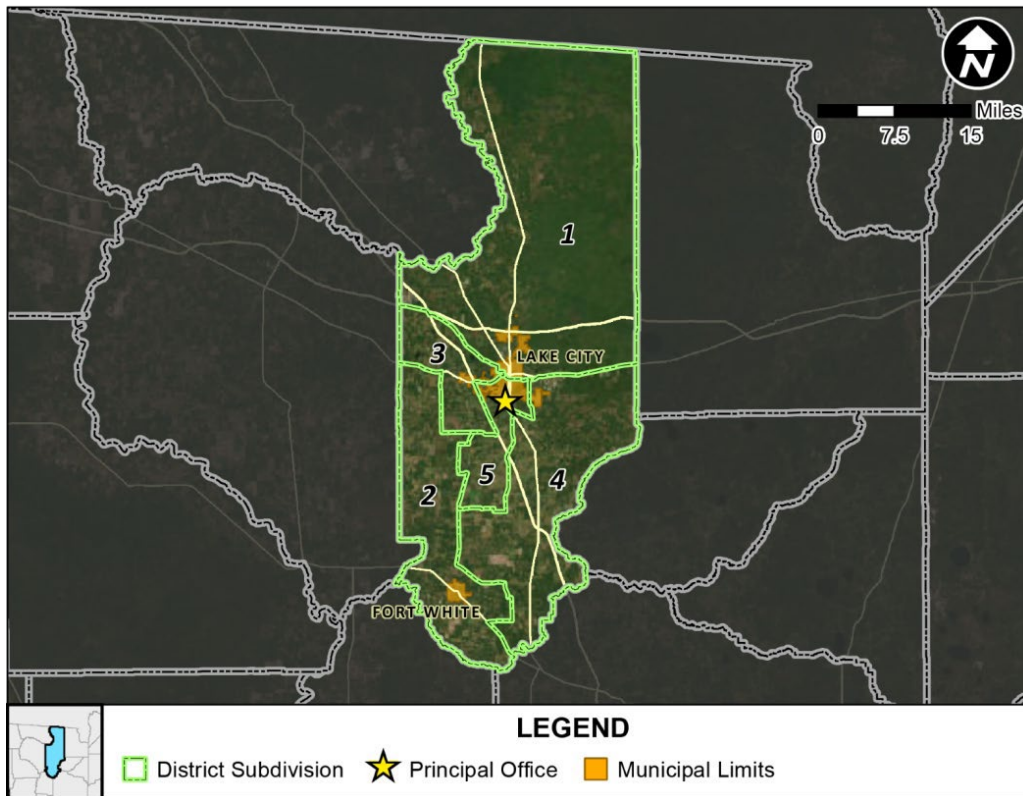 N
Miles
0 7.5 15
1
LAKE CITY
3
5
4
2
FORT WHITE
LEGEND
District Subdivision
Principal Office
Municipal Limits